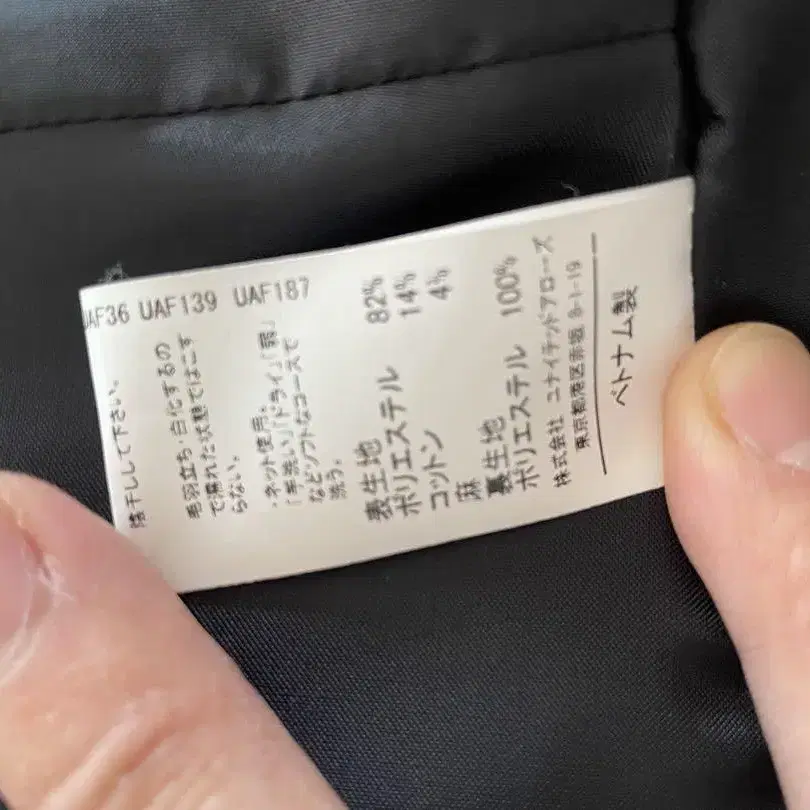 UAF36 UAF139 UAF187
陰干しして下さい。
毛羽立ち・白化するの
で濡れた状態ではこす
らない。
・ネット使用。
「手洗い」「ドライ」「弱」
などソフトなコースで
洗う。
表生地
ポリエステル 82%
コットン 14%
麻 4%
裏生地
ポリエステル 100%
株式会社 ユナイテッドアローズ
東京都港区赤坂 8-1-19
ベトナム製